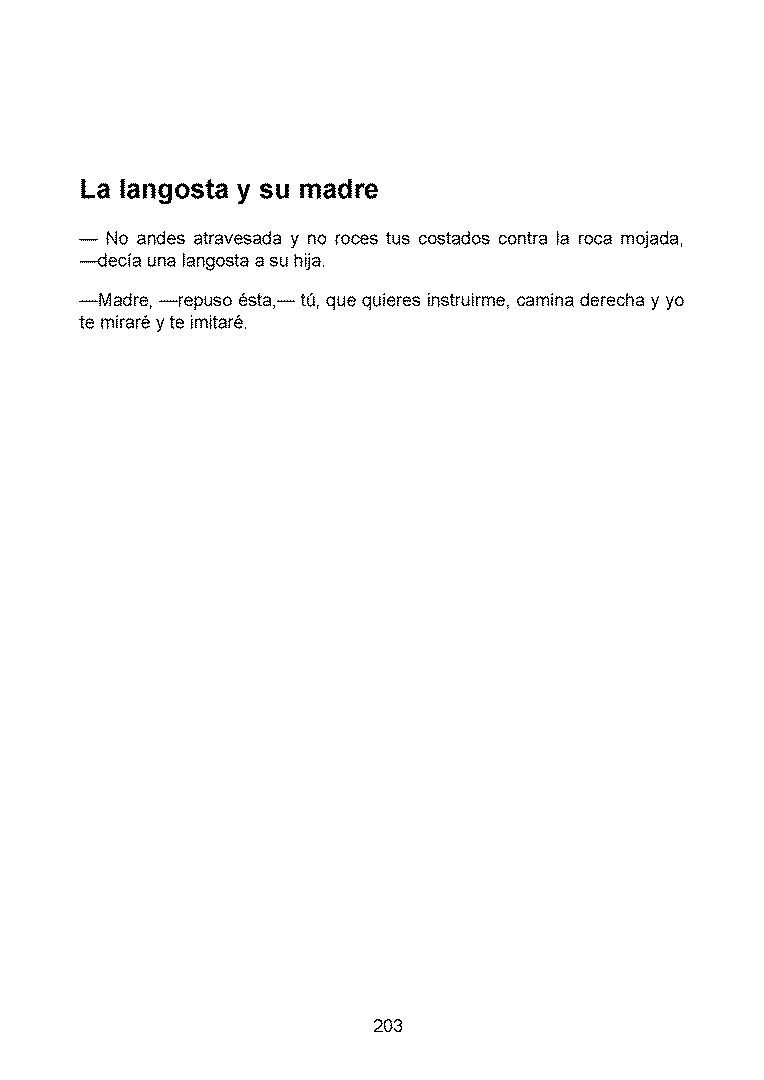 La langosta y su madre
— No andes atravesada y no roces tus costados contra la roca mojada,
—decía una langosta a su hija.
—Madre, —repuso ésta,— tú, que quieres instruirme, camina derecha y yo
te miraré y te imitaré.
203